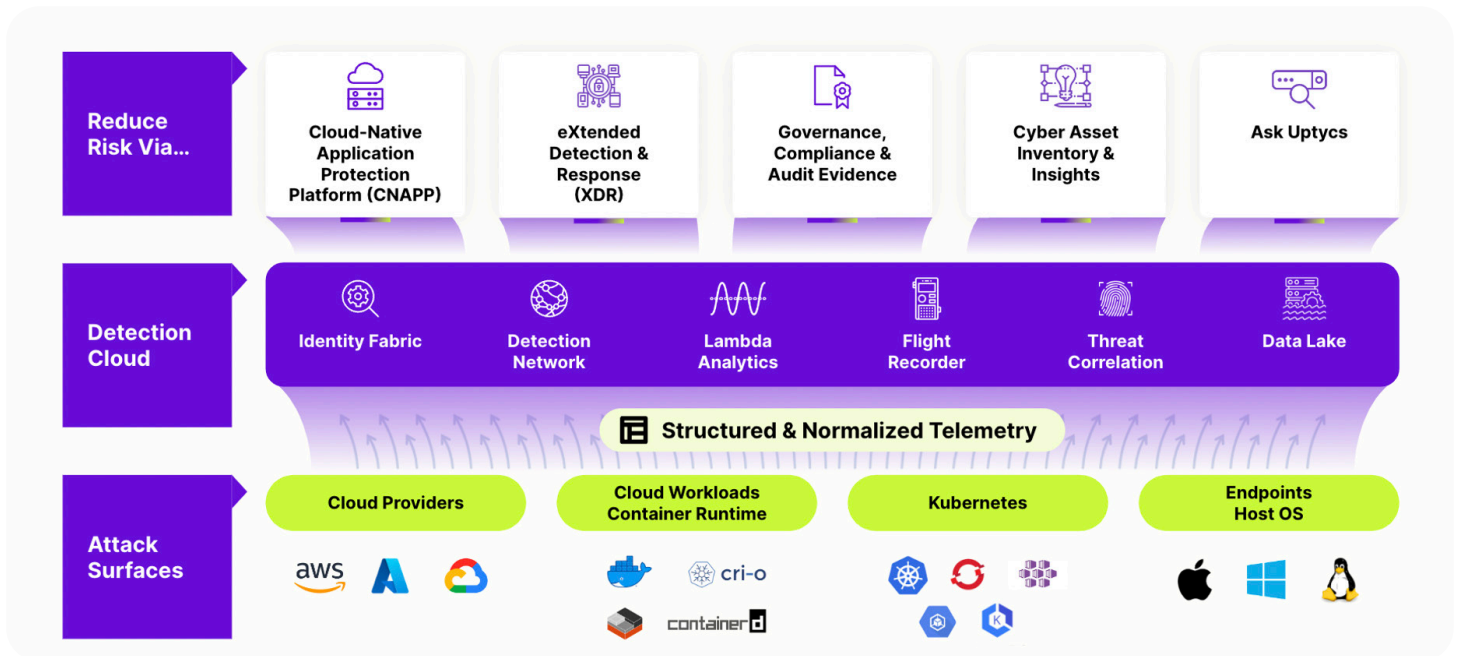 Reduce
Risk Via...
Cloud-Native
Application
Protection
Platform (CNAPP)
eXtended
Detection &
Response
(XDR)
Governance,
Compliance &
Audit Evidence
Cyber Asset
Inventory &
Insights
Ask Uptycs
Detection
Cloud
Identity Fabric
Detection
Network
Lambda
Analytics
Flight
Recorder
Threat
Correlation
Data Lake
Structured & Normalized Telemetry
Attack
Surfaces
Cloud Providers
Cloud Workloads
Container Runtime
Kubernetes
Endpoints
Host OS
aws
cri-o
containerd
K